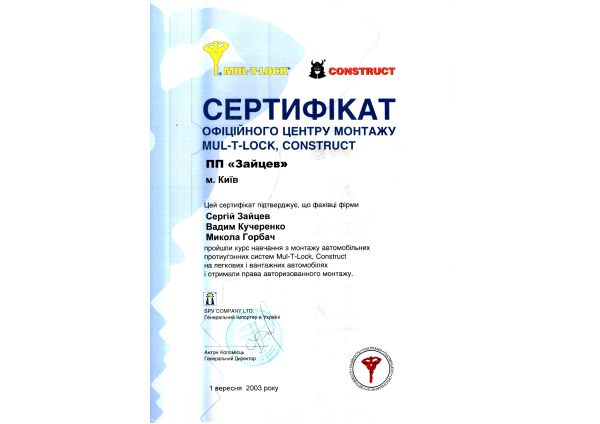 MUL-T-LOCK®
CONSTRUCT
СЕРТИФІКАТ
ОФІЦІЙНОГО ЦЕНТРУ МОНТАЖУ
MUL-T-LOCK, CONSTRUCT
ПП «Зайцев»
м. Київ
Цей сертифікат підтверджує, що фахівці фірми
Сергій Зайцев
Вадим Кучеренко
Микола Горбач
пройшли курс навчання з монтажу автомобільних
протиугонних систем Mul-T-Lock, Construct
на легкових і вантажних автомобілях
і отримали права авторизованного монтажу.
SPV COMPANY LTD.
Генеральний імпортер в Україні
Антон Коломієць
Генеральний Директор
1 вересня 2003 року